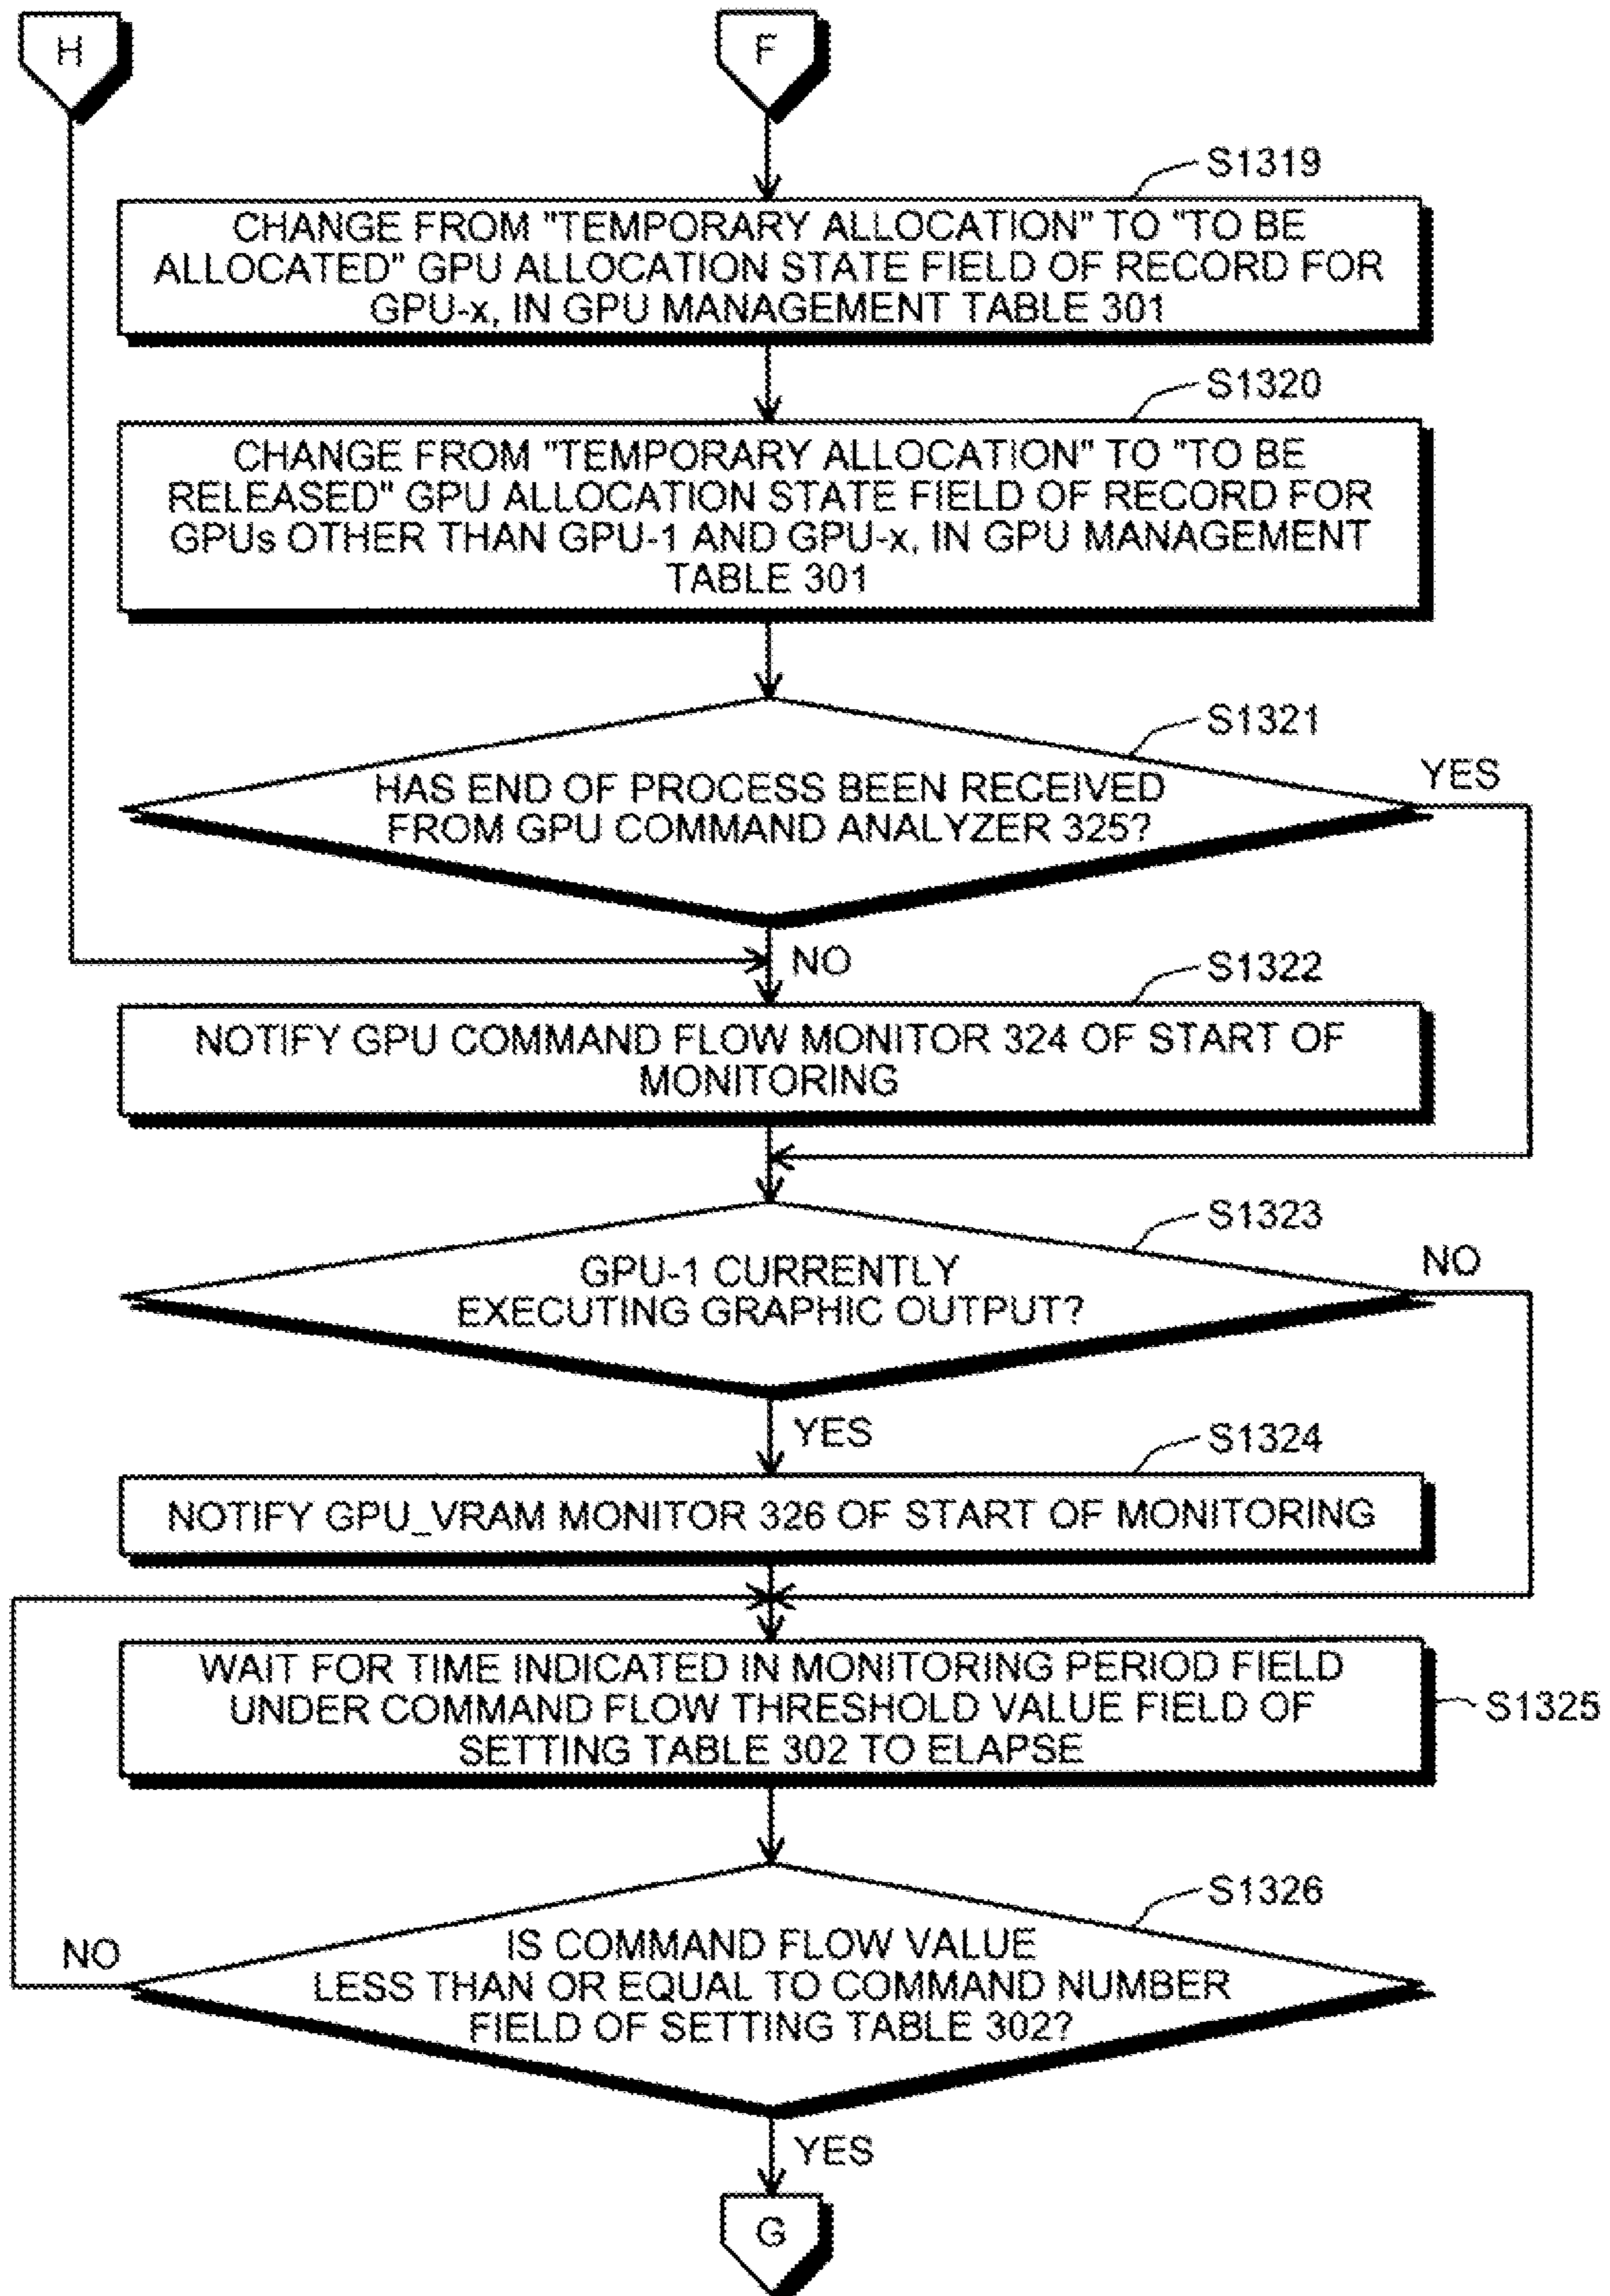 H
F
S1319
CHANGE FROM "TEMPORARY ALLOCATION" TO "TO BE
ALLOCATED" GPU ALLOCATION STATE FIELD OF RECORD FOR
GPU-x, IN GPU MANAGEMENT TABLE 301
S1320
CHANGE FROM "TEMPORARY ALLOCATION" TO "TO BE
RELEASED" GPU ALLOCATION STATE FIELD OF RECORD FOR
GPUs OTHER THAN GPU-1 AND GPU-x, IN GPU MANAGEMENT
TABLE 301
S1321
YES
HAS END OF PROCESS BEEN RECEIVED
FROM GPU COMMAND ANALYZER 325?
NO
S1322
NOTIFY GPU COMMAND FLOW MONITOR 324 OF START OF
MONITORING
S1323
NO
GPU-1 CURRENTLY
EXECUTING GRAPHIC OUTPUT?
YES
S1324
NOTIFY GPU_VRAM MONITOR 326 OF START OF MONITORING
WAIT FOR TIME INDICATED IN MONITORING PERIOD FIELD
UNDER COMMAND FLOW THRESHOLD VALUE FIELD OF
SETTING TABLE 302 TO ELAPSE
S1325
S1326
NO
IS COMMAND FLOW VALUE
LESS THAN OR EQUAL TO COMMAND NUMBER
FIELD OF SETTING TABLE 302?
YES
G